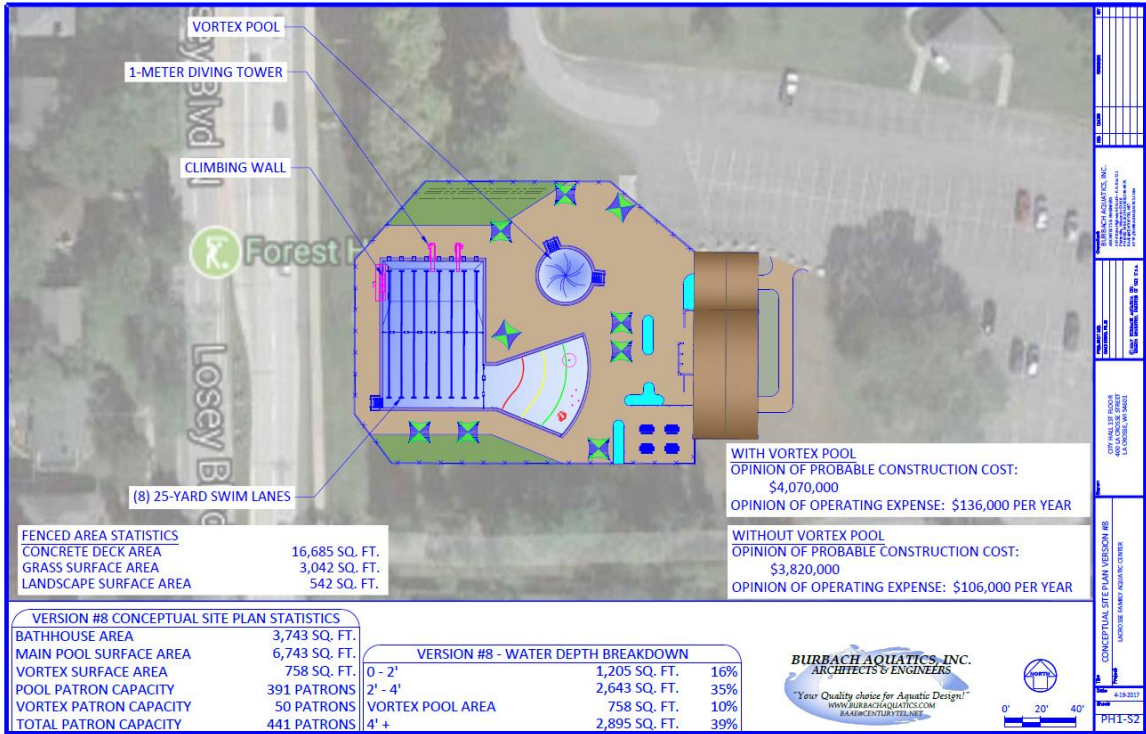 VORTEX POOL
1-METER DIVING TOWER
CLIMBING WALL
Forest H
Losey B
(8) 25-YARD SWIM LANES
WITH VORTEX POOL
OPINION OF PROBABLE CONSTRUCTION COST:
$4,070,000
OPINION OF OPERATING EXPENSE: $136,000 PER YEAR
WITHOUT VORTEX POOL
OPINION OF PROBABLE CONSTRUCTION COST:
$3,820,000
OPINION OF OPERATING EXPENSE: $106,000 PER YEAR
FENCED AREA STATISTICS
CONCRETE DECK AREA 16,685 SQ. FT.
GRASS SURFACE AREA 3,042 SQ. FT.
LANDSCAPE SURFACE AREA 542 SQ. FT.
VERSION #8 CONCEPTUAL SITE PLAN STATISTICS
BATHHOUSE AREA 3,743 SQ. FT.
MAIN POOL SURFACE AREA 6,743 SQ. FT.
VORTEX SURFACE AREA 758 SQ. FT.
POOL PATRON CAPACITY 391 PATRONS
VORTEX PATRON CAPACITY 50 PATRONS
TOTAL PATRON CAPACITY 441 PATRONS
VERSION #8 - WATER DEPTH BREAKDOWN
0 - 2' 1,205 SQ. FT. 16%
2' - 4' 2,643 SQ. FT. 35%
VORTEX POOL AREA 758 SQ. FT. 10%
4' + 2,895 SQ. FT. 39%
BURBACH AQUATICS, INC.
ARCHITECTS & ENGINEERS
"Your Quality choice for Aquatic Design!"
WWW.BURBACHAQUATICS.COM
BAAE@CENTURYTEL.NET
NORTH
0' 20' 40'
BURBACH AQUATICS, INC.
ARCHITECTS & ENGINEERS
CITY HALL 1ST FLOOR
400 LA CROSSE STREET
LA CROSSE, WI 54601
CONCEPTUAL SITE PLAN VERSION #8
LACROSSE FAMILY AQUATIC CENTER
4-19-2017
PH1-S2